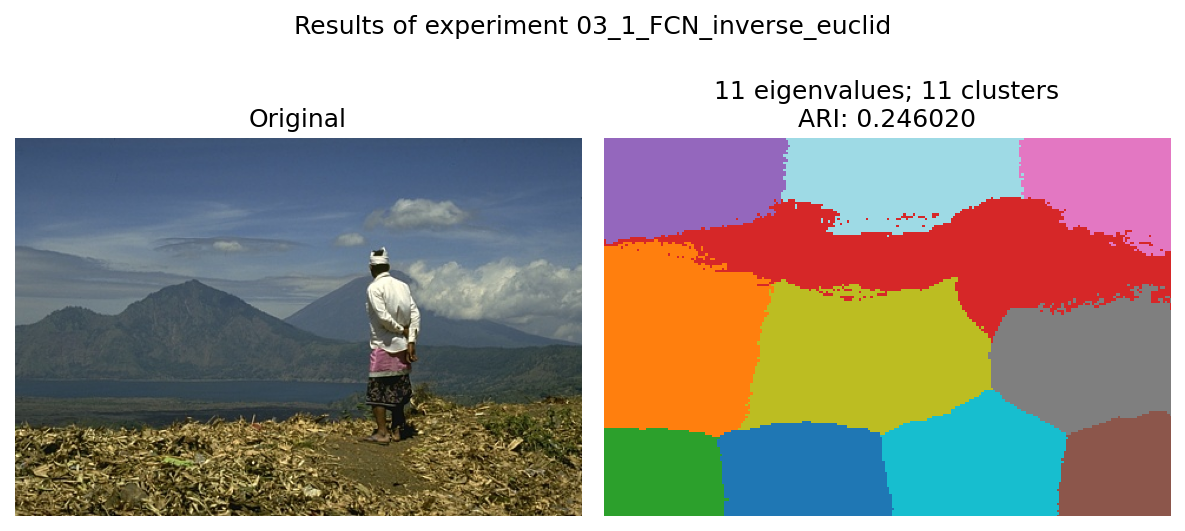 Results of experiment 03_1_FCN_inverse_euclid
Original
11 eigenvalues; 11 clusters
ARI: 0.246020